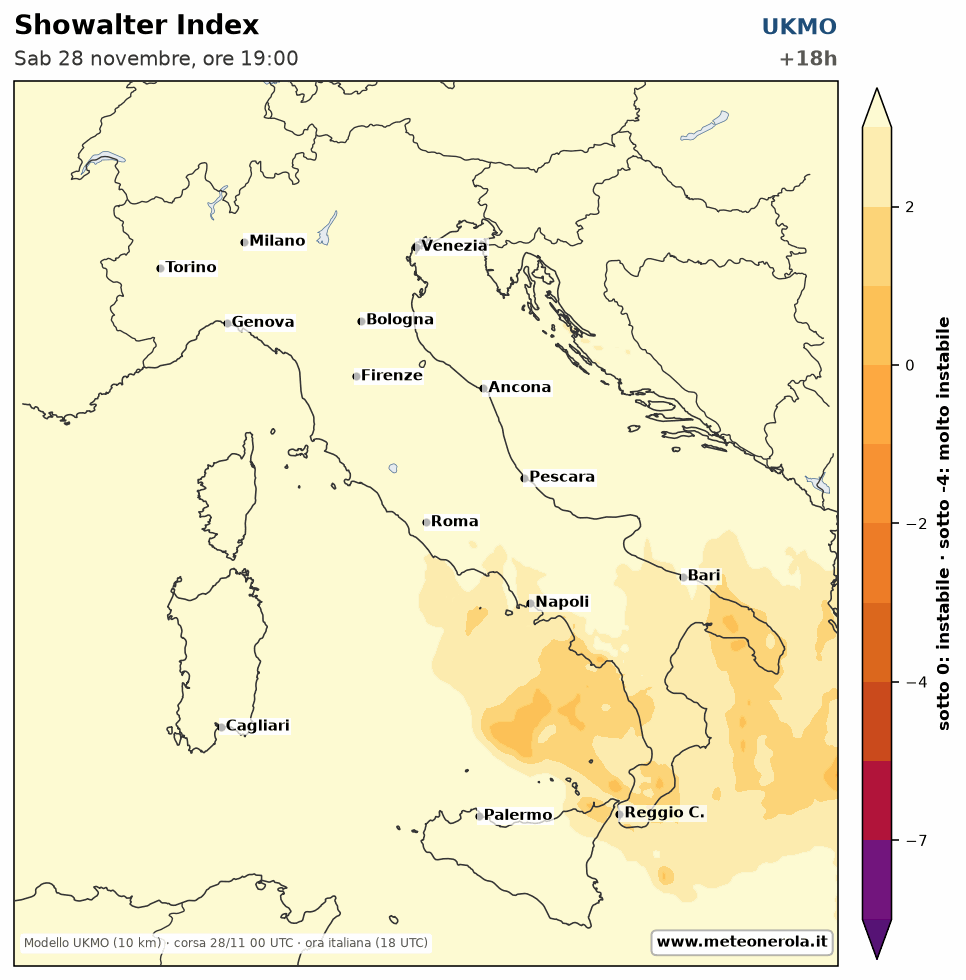 Showalter Index
UKMO
Sab 28 novembre, ore 19:00
+18h
Milano
Venezia
Torino
Genova
Bologna
Firenze
Ancona
Pescara
Roma
Bari
Napoli
Cagliari
Palermo
Reggio C.
2
0
−2
−4
−7
sotto 0: instabile · sotto -4: molto instabile
Modello UKMO (10 km) · corsa 28/11 00 UTC · ora italiana (18 UTC)
www.meteonerola.it